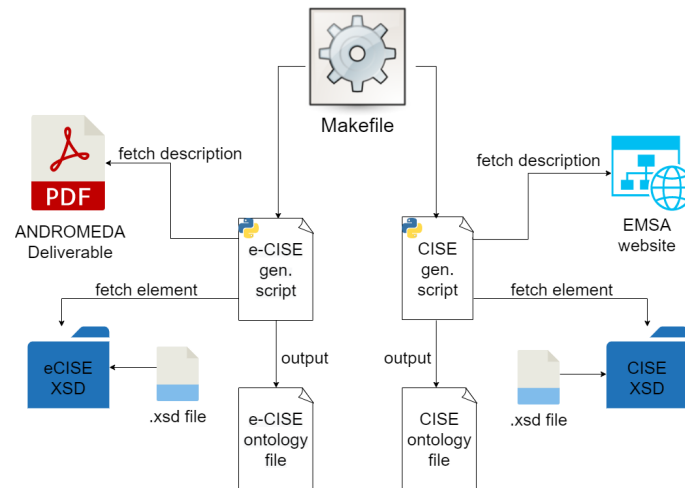 Makefile
fetch description
fetch description
PDF
ANDROMEDA
Deliverable
EMSA
website
e-CISE
gen.
script
CISE
gen.
script
fetch element
fetch element
eCISE
XSD
.xsd file
output
output
.xsd file
CISE
XSD
e-CISE
ontology
file
CISE
ontology
file